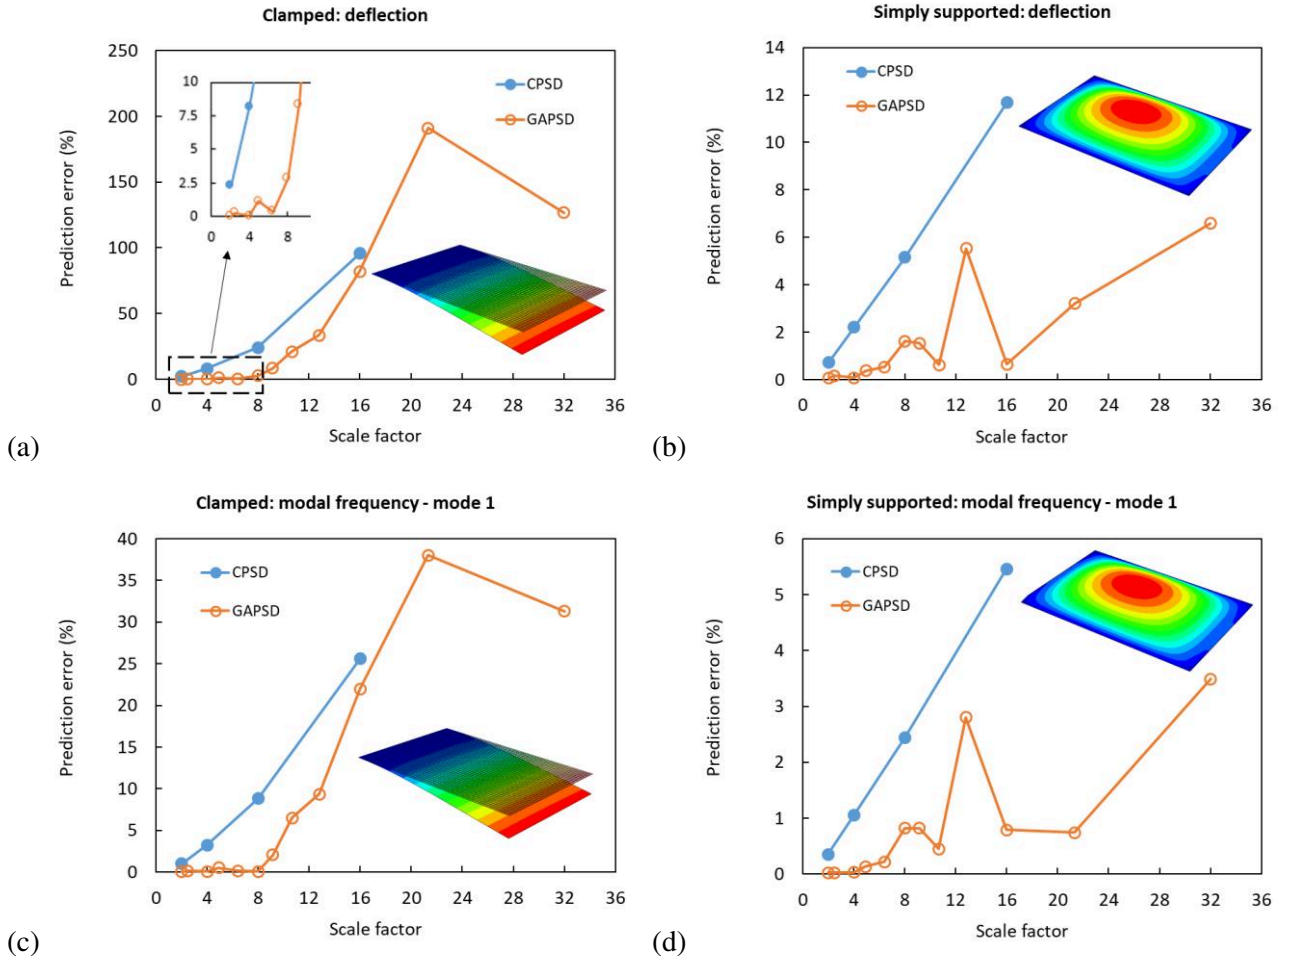 Clamped: deflection
250
200
150
100
50
0
Prediction error (%)
10
7.5
5
2.5
0
0 4 8
CPSD
GAPSD
0 4 8 12 16 20 24 28 32 36
Scale factor
(a)
Simply supported: deflection
14
12
10
8
6
4
2
0
Prediction error (%)
CPSD
GAPSD
0 4 8 12 16 20 24 28 32 36
Scale factor
(b)
Clamped: modal frequency - mode 1
40
35
30
25
20
15
10
5
0
Prediction error (%)
CPSD
GAPSD
0 4 8 12 16 20 24 28 32 36
Scale factor
(c)
Simply supported: modal frequency - mode 1
6
5
4
3
2
1
0
Prediction error (%)
CPSD
GAPSD
0 4 8 12 16 20 24 28 32 36
Scale factor
(d)